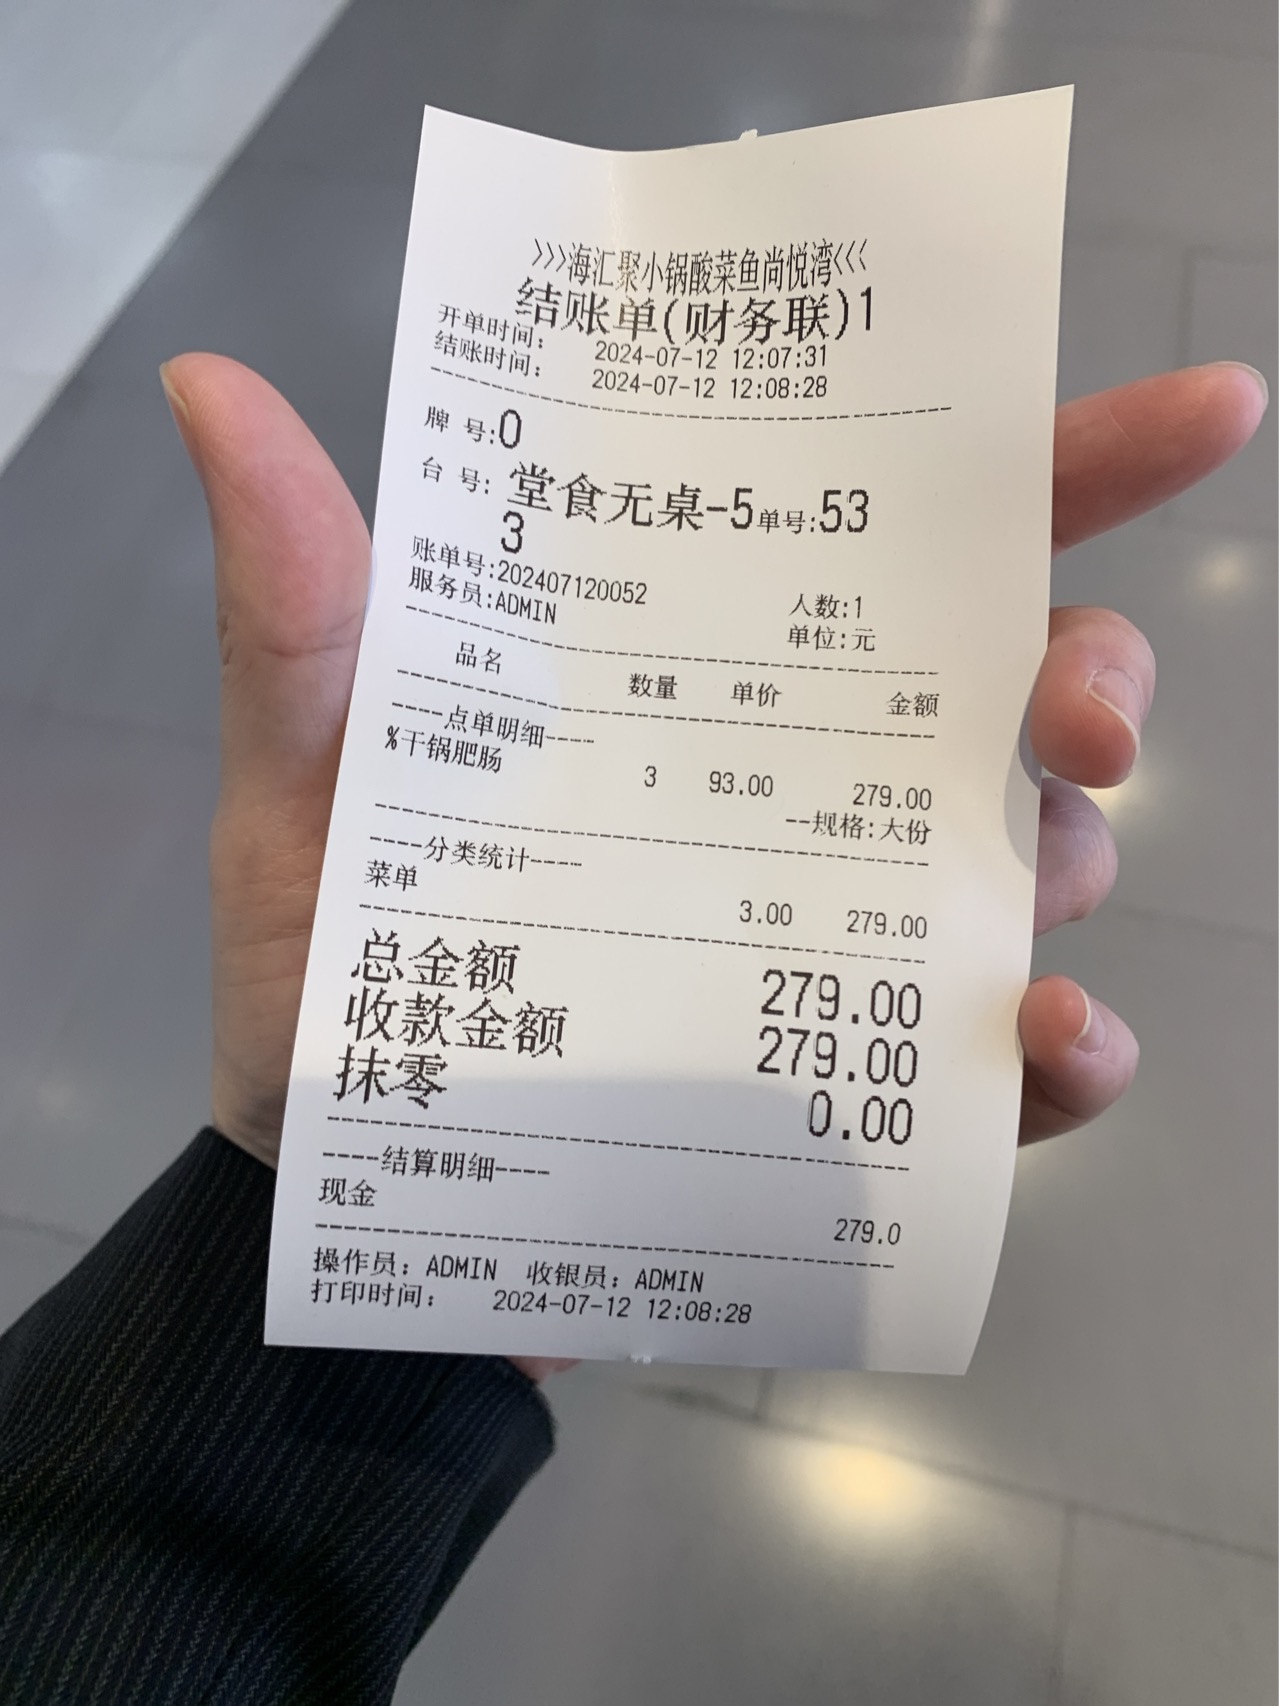 >>>海汇聚小锅酸菜鱼尚悦湾<<<
结账单(财务联)1
开单时间: 2024-07-12 12:07:31
结账时间: 2024-07-12 12:08:28
牌 号:0
台 号: 堂食无桌-5 单号:53
3
账单号:202407120052 人数:1
服务员:ADMIN 单位:元
品名 数量 单价 金额
----点单明细----
%干锅肥肠 3 93.00 279.00
--规格:大份
----分类统计----
菜单 3.00 279.00
总金额 279.00
收款金额 279.00
抹零 0.00
----结算明细----
现金 279.0
操作员: ADMIN 收银员: ADMIN
打印时间: 2024-07-12 12:08:28